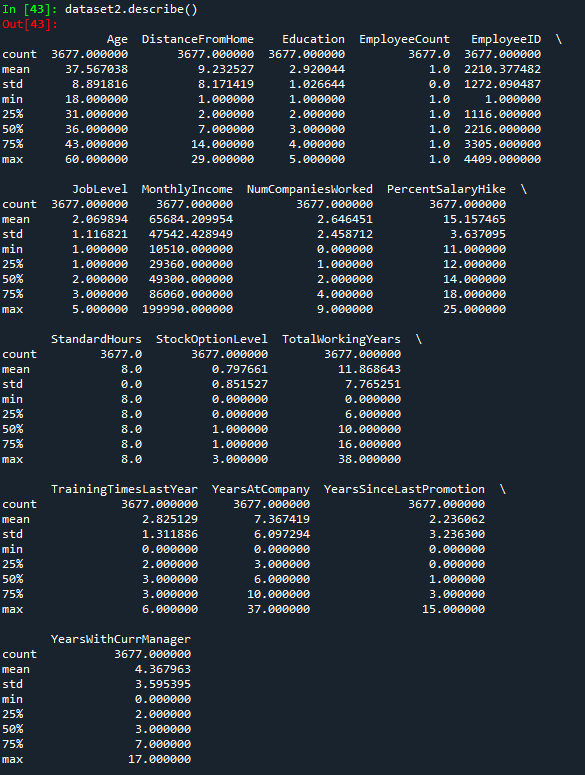 In [43]: dataset2.describe()
Out[43]:
               Age  DistanceFromHome    Education  EmployeeCount   EmployeeID  \
count  3677.000000       3677.000000  3677.000000         3677.0  3677.000000
mean     37.567038          9.232527     2.920044            1.0  2210.377482
std       8.891816          8.171419     1.026644            0.0  1272.090487
min      18.000000          1.000000     1.000000            1.0     1.000000
25%      31.000000          2.000000     2.000000            1.0  1116.000000
50%      36.000000          7.000000     3.000000            1.0  2216.000000
75%      43.000000         14.000000     4.000000            1.0  3305.000000
max      60.000000         29.000000     5.000000            1.0  4409.000000

          JobLevel  MonthlyIncome  NumCompaniesWorked  PercentSalaryHike  \
count  3677.000000    3677.000000         3677.000000        3677.000000
mean      2.069894   65684.209954            2.646451          15.157465
std       1.116821   47542.428949            2.458712           3.637095
min       1.000000   10510.000000            0.000000          11.000000
25%       1.000000   29360.000000            1.000000          12.000000
50%       2.000000   49300.000000            2.000000          14.000000
75%       3.000000   86060.000000            4.000000          18.000000
max       5.000000  199990.000000            9.000000          25.000000

       StandardHours  StockOptionLevel  TotalWorkingYears  \
count         3677.0       3677.000000        3677.000000
mean             8.0          0.797661          11.868643
std              0.0          0.851527           7.765251
min              8.0          0.000000           0.000000
25%              8.0          0.000000           6.000000
50%              8.0          1.000000          10.000000
75%              8.0          1.000000          16.000000
max              8.0          3.000000          38.000000

       TrainingTimesLastYear  YearsAtCompany  YearsSinceLastPromotion  \
count            3677.000000     3677.000000              3677.000000
mean                2.825129        7.367419                 2.236062
std                 1.311886        6.097294                 3.236300
min                 0.000000        0.000000                 0.000000
25%                 2.000000        3.000000                 0.000000
50%                 3.000000        6.000000                 1.000000
75%                 3.000000       10.000000                 3.000000
max                 6.000000       37.000000                15.000000

       YearsWithCurrManager
count           3677.000000
mean               4.367963
std                3.595395
min                0.000000
25%                2.000000
50%                3.000000
75%                7.000000
max               17.000000